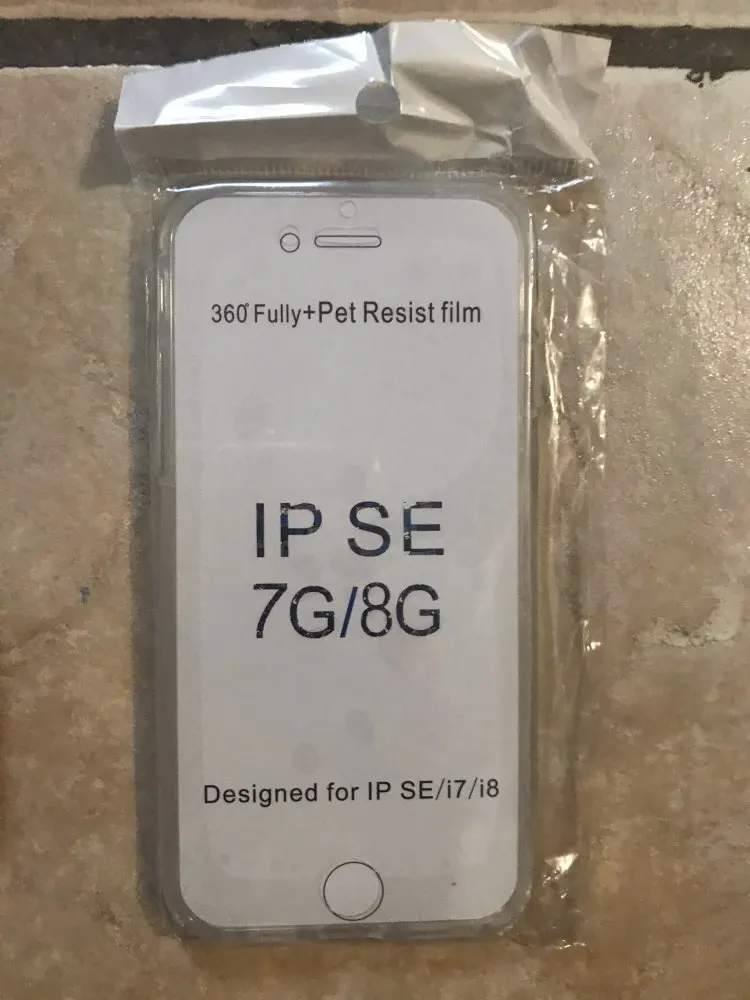 360° Fully+Pet Resist film
IP SE
7G/8G
Designed for IP SE/i7/i8